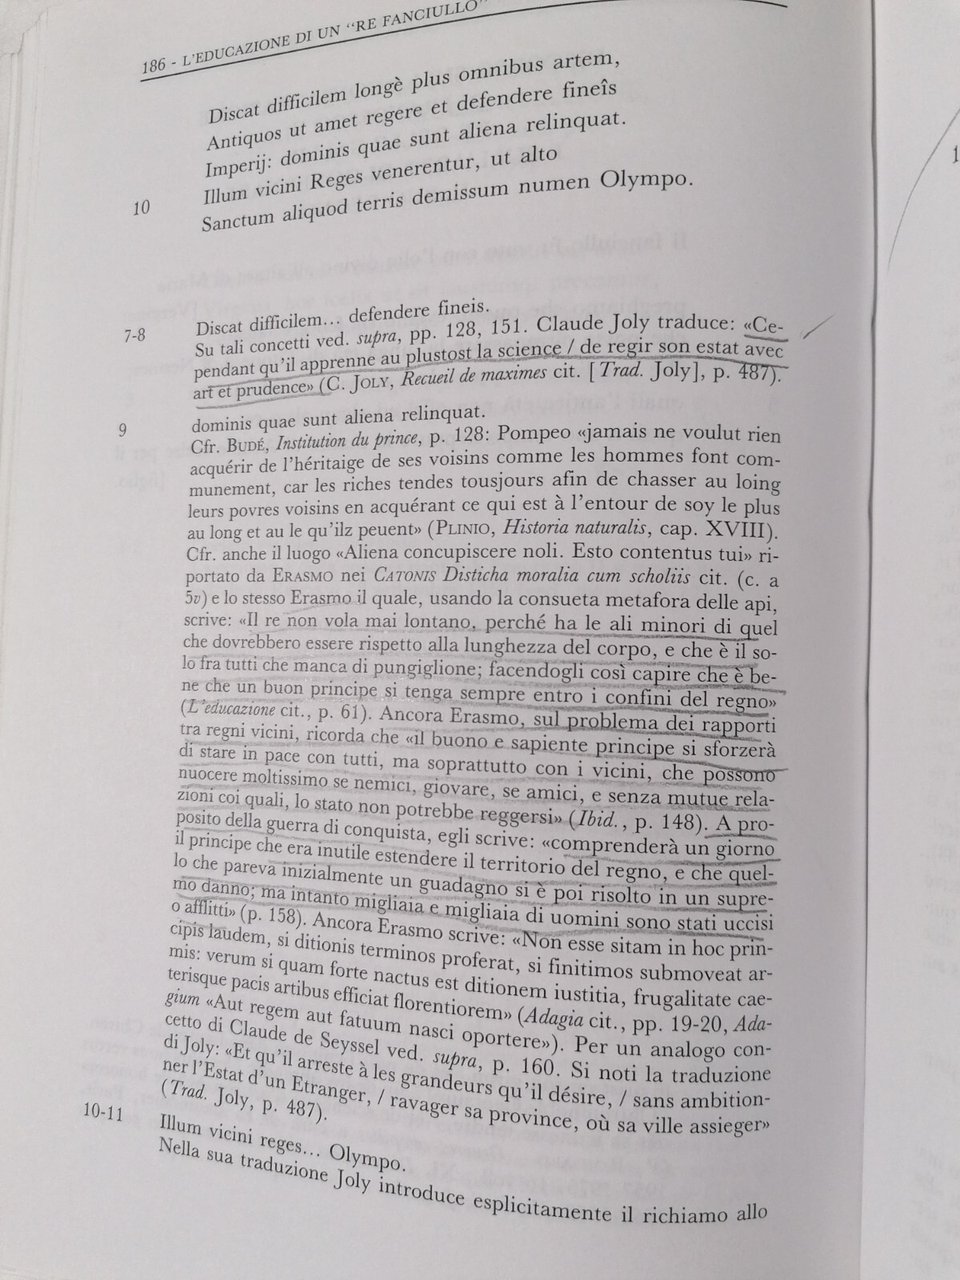 186 - L'EDUCAZIONE DI UN "RE FANCIULLO"
Discat difficilem longè plus omnibus artem,
Antiquos ut amet regere et defendere fineîs
Imperij: dominis quae sunt aliena relinquat.
Illum vicini Reges venerentur, ut alto
10 Sanctum aliquod terris demissum numen Olympo.
7-8 Discat difficilem... defendere fineis.
Su tali concetti ved. supra, pp. 128, 151. Claude Joly traduce: «Ce-
pendant qu'il apprenne au plustost la science / de regir son estat avec
art et prudence» (C. JOLY, Recueil de maximes cit. [Trad. Joly], p. 487).
9 dominis quae sunt aliena relinquat.
Cfr. BUDÉ, Institution du prince, p. 128: Pompeo «jamais ne voulut rien
acquérir de l'héritaige de ses voisins comme les hommes font com-
munement, car les riches tendes tousjours afin de chasser au loing
leurs povres voisins en acquérant ce qui est à l'entour de soy le plus
au long et au le qu'ilz peuent» (PLINIO, Historia naturalis, cap. XVIII).
Cfr. anche il luogo «Aliena concupiscere noli. Esto contentus tui» ri-
portato da ERASMO nei CATONIS Disticha moralia cum scholiis cit. (c. a
5v) e lo stesso Erasmo il quale, usando la consueta metafora delle api,
scrive: «Il re non vola mai lontano, perché ha le ali minori di quel
che dovrebbero essere rispetto alla lunghezza del corpo, e che è il so-
lo fra tutti che manca di pungiglione; facendogli così capire che è be-
ne che un buon principe si tenga sempre entro i confini del regno»
(L'educazione cit., p. 61). Ancora Erasmo, sul problema dei rapporti
tra regni vicini, ricorda che «il buono e sapiente principe si sforzerà
di stare in pace con tutti, ma soprattutto con i vicini, che possono
nuocere moltissimo se nemici, giovare, se amici, e senza mutue rela-
zioni coi quali, lo stato non potrebbe reggersi» (Ibid., p. 148). A pro-
posito della guerra di conquista, egli scrive: «comprenderà un giorno
il principe che era inutile estendere il territorio del regno, e che quel-
lo che pareva inizialmente un guadagno si è poi risolto in un supre-
mo danno; ma intanto migliaia e migliaia di uomini sono stati uccisi
o afflitti» (p. 158). Ancora Erasmo scrive: «Non esse sitam in hoc prin-
cipis laudem, si ditionis terminos proferat, si finitimos submoveat ar-
mis: verum si quam forte nactus est ditionem iustitia, frugalitate cae-
terisque pacis artibus efficiat florentiorem» (Adagia cit., pp. 19-20, Ada-
gium «Aut regem aut fatuum nasci oportere»). Per un analogo con-
cetto di Claude de Seyssel ved. supra, p. 160. Si noti la traduzione
di Joly: «Et qu'il arreste à les grandeurs qu'il désire, / sans ambition-
ner l'Estat d'un Etranger, / ravager sa province, où sa ville assieger»
(Trad. Joly, p. 487).
10-11 Illum vicini reges... Olympo.
Nella sua traduzione Joly introduce esplicitamente il richiamo allo